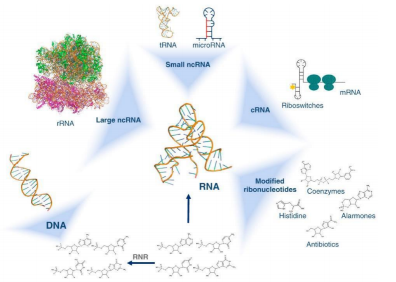 tRNA
microRNA
Small ncRNA
rRNA
Large ncRNA
cRNA
Riboswitches
mRNA
RNA
DNA
Modified
ribonucleotides
Coenzymes
Histidine
Alarmones
Antibiotics
RNR